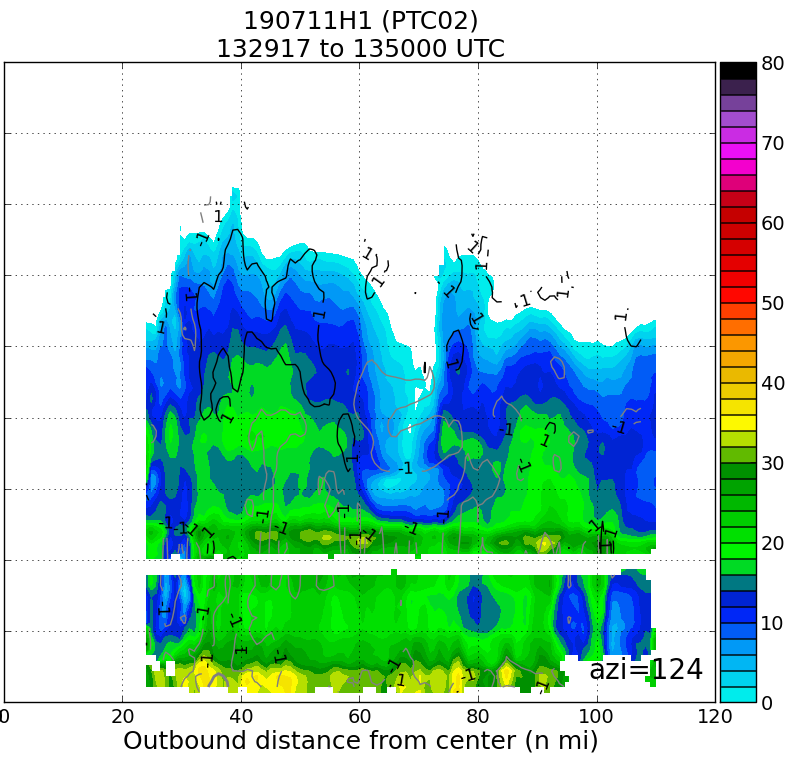 190711H1 (PTC02)
132917 to 135000 UTC
80
70
60
50
40
30
20
10
0
azi=124
0 20 40 60 80 100 120
Outbound distance from center (n mi)